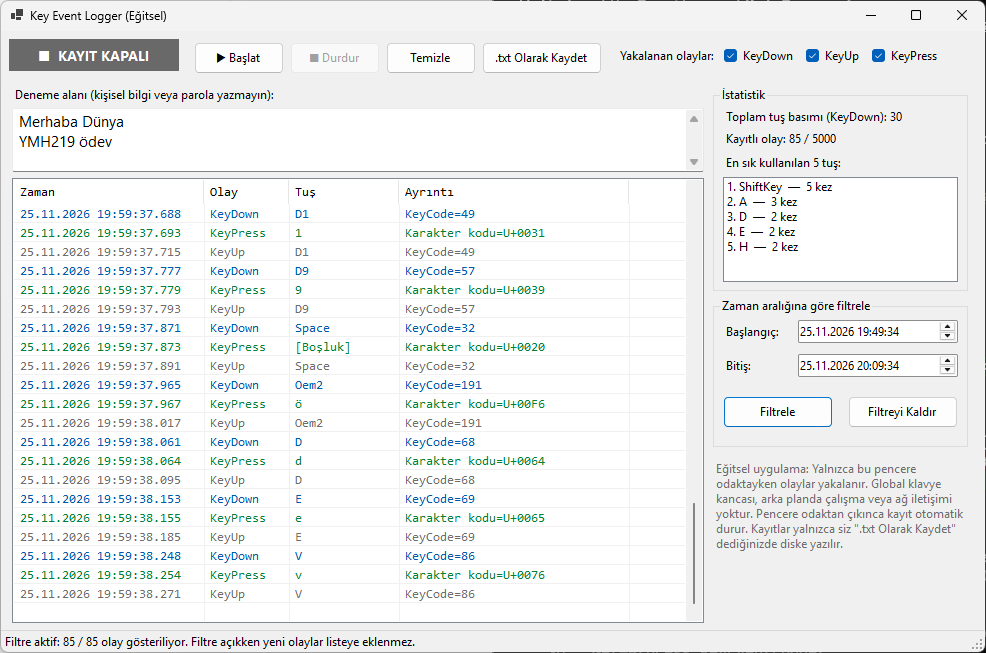 Key Event Logger (Eğitsel)
■ KAYIT KAPALI
▶ Başlat
■ Durdur
Temizle
.txt Olarak Kaydet
Yakalanan olaylar:
KeyDown
KeyUp
KeyPress
Deneme alanı (kişisel bilgi veya parola yazmayın):
Merhaba Dünya
YMH219 ödev
Zaman Olay Tuş Ayrıntı
25.11.2026 19:59:37.688 KeyDown D1 KeyCode=49
25.11.2026 19:59:37.693 KeyPress 1 Karakter kodu=U+0031
25.11.2026 19:59:37.715 KeyUp D1 KeyCode=49
25.11.2026 19:59:37.777 KeyDown D9 KeyCode=57
25.11.2026 19:59:37.779 KeyPress 9 Karakter kodu=U+0039
25.11.2026 19:59:37.793 KeyUp D9 KeyCode=57
25.11.2026 19:59:37.871 KeyDown Space KeyCode=32
25.11.2026 19:59:37.873 KeyPress [Boşluk] Karakter kodu=U+0020
25.11.2026 19:59:37.891 KeyUp Space KeyCode=32
25.11.2026 19:59:37.965 KeyDown Oem2 KeyCode=191
25.11.2026 19:59:37.967 KeyPress ö Karakter kodu=U+00F6
25.11.2026 19:59:38.017 KeyUp Oem2 KeyCode=191
25.11.2026 19:59:38.061 KeyDown D KeyCode=68
25.11.2026 19:59:38.064 KeyPress d Karakter kodu=U+0064
25.11.2026 19:59:38.095 KeyUp D KeyCode=68
25.11.2026 19:59:38.153 KeyDown E KeyCode=69
25.11.2026 19:59:38.155 KeyPress e Karakter kodu=U+0065
25.11.2026 19:59:38.185 KeyUp E KeyCode=69
25.11.2026 19:59:38.248 KeyDown V KeyCode=86
25.11.2026 19:59:38.254 KeyPress v Karakter kodu=U+0076
25.11.2026 19:59:38.271 KeyUp V KeyCode=86
İstatistik
Toplam tuş basımı (KeyDown): 30
Kayıtlı olay: 85 / 5000
En sık kullanılan 5 tuş:
1. ShiftKey — 5 kez
2. A — 3 kez
3. D — 2 kez
4. E — 2 kez
5. H — 2 kez
Zaman aralığına göre filtrele
Başlangıç: 25.11.2026 19:49:34
Bitiş: 25.11.2026 20:09:34
Filtrele
Filtreyi Kaldır
Eğitsel uygulama: Yalnızca bu pencere
odaktayken olaylar yakalanır. Global klavye
kancası, arka planda çalışma veya ağ iletişimi
yoktur. Pencere odaktan çıkınca kayıt otomatik
durur. Kayıtlar yalnızca siz ".txt Olarak Kaydet"
dediğinizde diske yazılır.
Filtre aktif: 85 / 85 olay gösteriliyor. Filtre açıkken yeni olaylar listeye eklenmez.